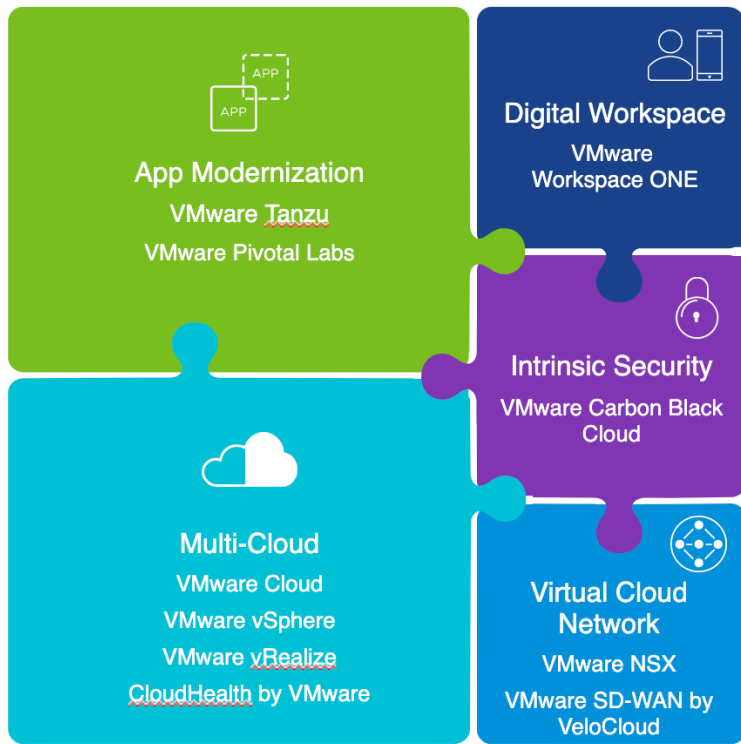 APP
APP
App Modernization
VMware Tanzu
VMware Pivotal Labs
Digital Workspace
VMware
Workspace ONE
Intrinsic Security
VMware Carbon Black
Cloud
Multi-Cloud
VMware Cloud
VMware vSphere
VMware vRealize
CloudHealth by VMware
Virtual Cloud
Network
VMware NSX
VMware SD-WAN by
VeloCloud